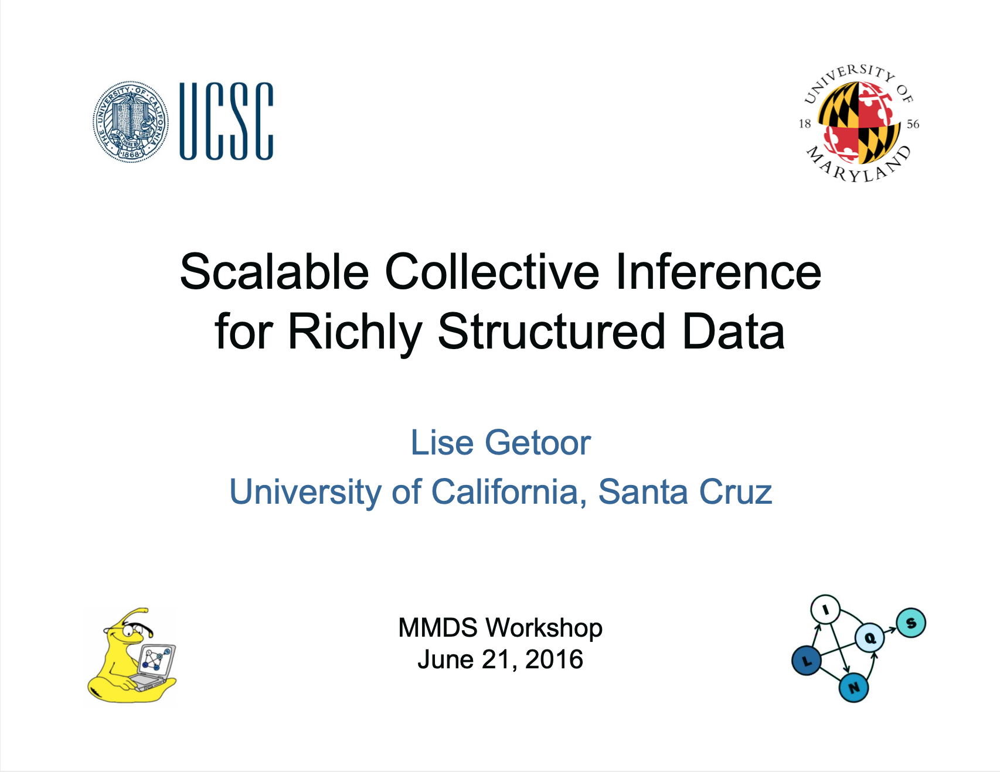 THE · UNIVERSITY · OF · CALIFORNIA
LET THERE BE LIGHT
·1868·
UCSC
UNIVERSITY OF
18 56
MARYLAND
Scalable Collective Inference
for Richly Structured Data
Lise Getoor
University of California, Santa Cruz
MMDS Workshop
June 21, 2016
I
S
Q
L
N